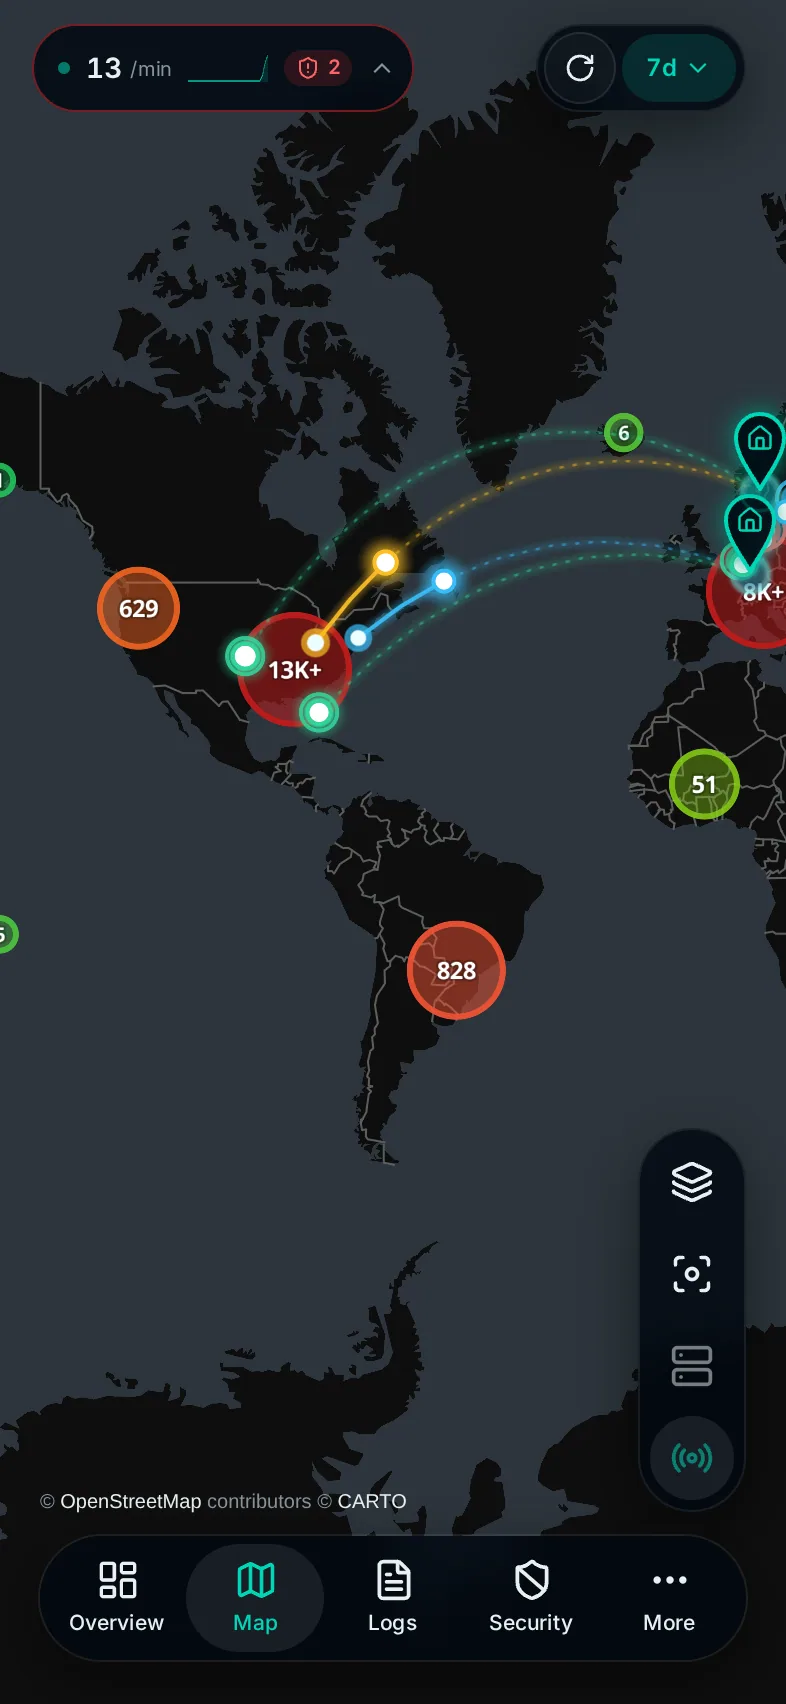 13 /min
2
7d
6
629
8K+
13K+
51
828
© OpenStreetMap contributors © CARTO
Overview
Map
Logs
Security
More